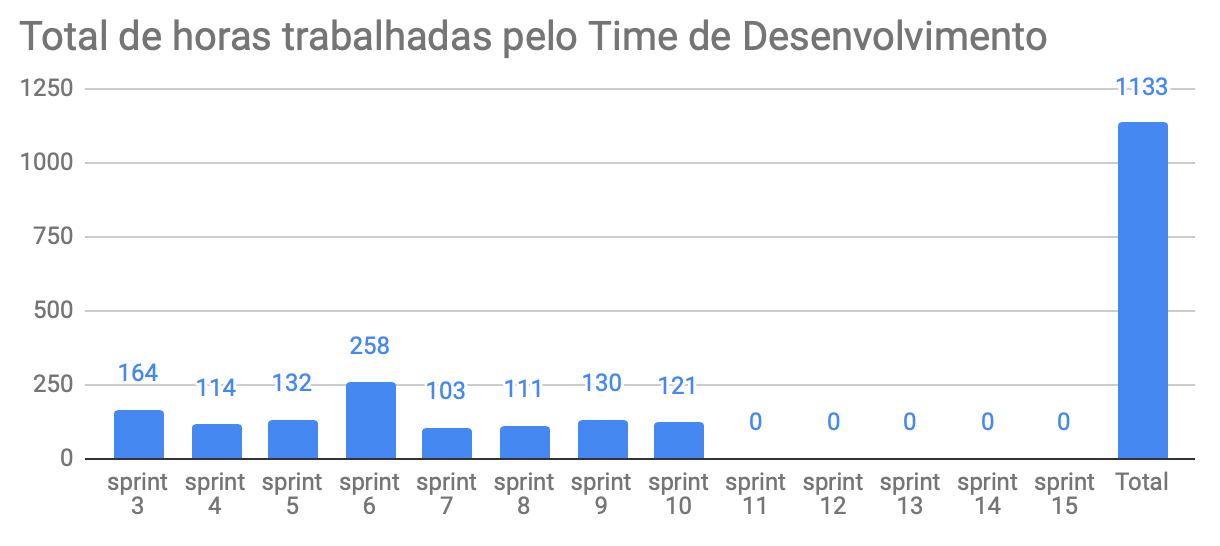 Total de horas trabalhadas pelo Time de Desenvolvimento
1250
1000
750
500
250
0
164
114
132
258
103
111
130
121
0
0
0
0
0
1133
sprint
3
sprint
4
sprint
5
sprint
6
sprint
7
sprint
8
sprint
9
sprint
10
sprint
11
sprint
12
sprint
13
sprint
14
sprint
15
Total